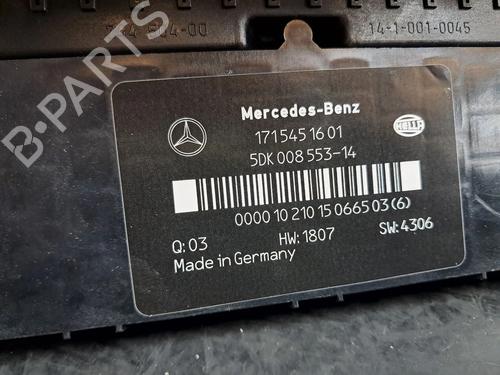 14-1-001-0045
Mercedes-Benz
171 545 16 01
HELLA
5DK 008 553-14
0000 10 210 15 0665 03 (6)
Q: 03
HW: 1807
SW: 4306
Made in Germany
B-PARTS